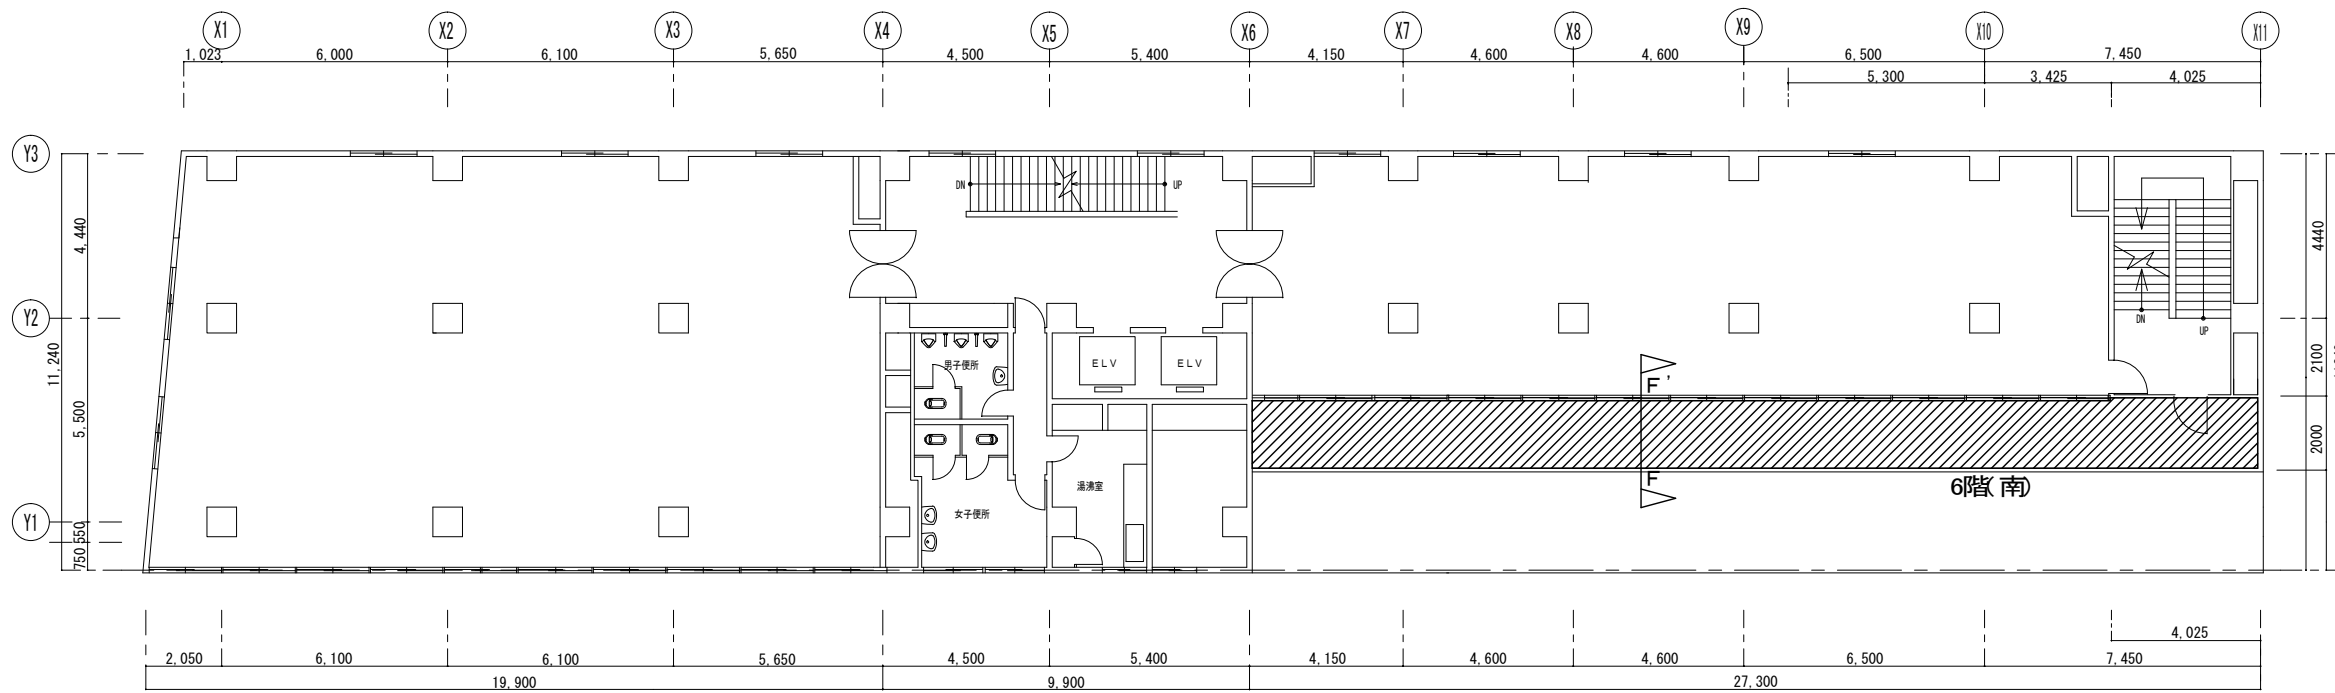 X1 X2 X3 X4 X5 X6 X7 X8 X9 X10 X11
1,023 6,000 6,100 5,650 4,500 5,400 4,150 4,600 4,600 6,500 7,450
5,300 3,425 4,025
Y3
DN UP
4,440
4440
Y2
DN UP
11,240
男子便所
ELV ELV
2100
F'
5,500
2000
F
6階(南)
湯沸室
女子便所
Y1
550
750
4,025
2,050 6,100 6,100 5,650 4,500 5,400 4,150 4,600 4,600 6,500 7,450
19,900 9,900 27,300